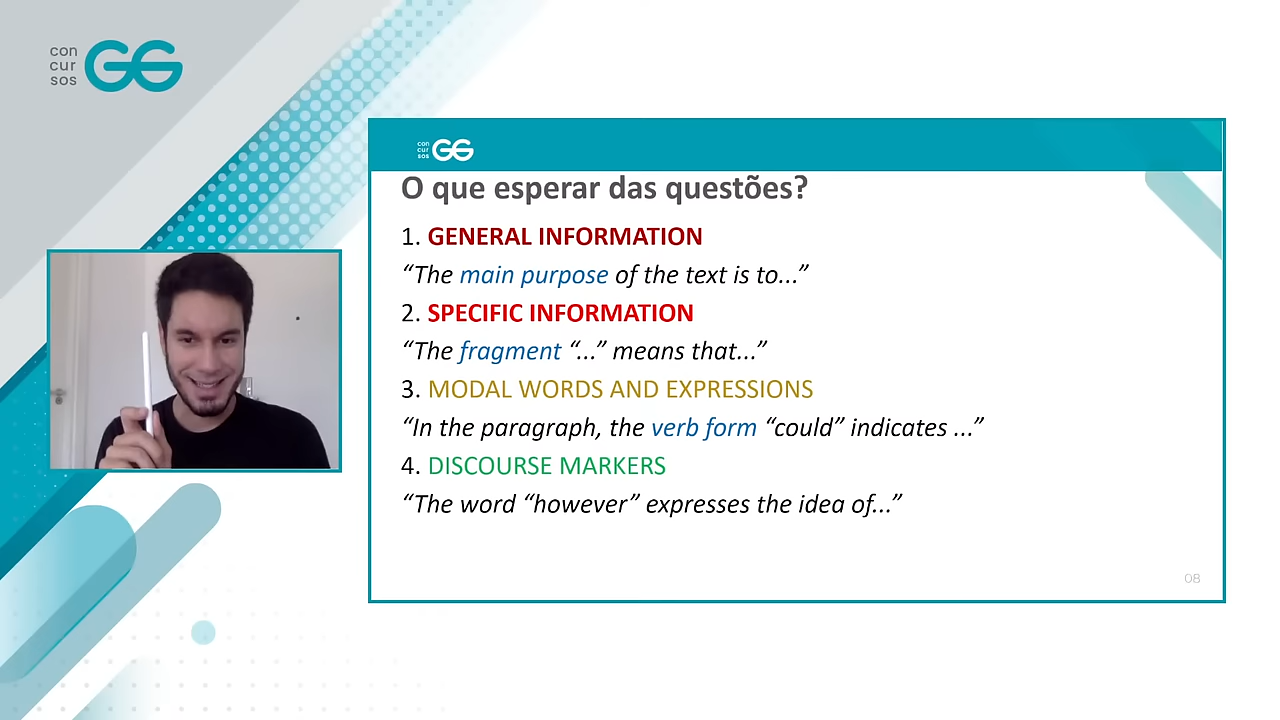 con
cur
sos
GG
con
cur
sos
GG
O que esperar das questões?
1. GENERAL INFORMATION
“The main purpose of the text is to...”
2. SPECIFIC INFORMATION
“The fragment “...” means that...”
3. MODAL WORDS AND EXPRESSIONS
“In the paragraph, the verb form “could” indicates ...”
4. DISCOURSE MARKERS
“The word “however” expresses the idea of...”
08